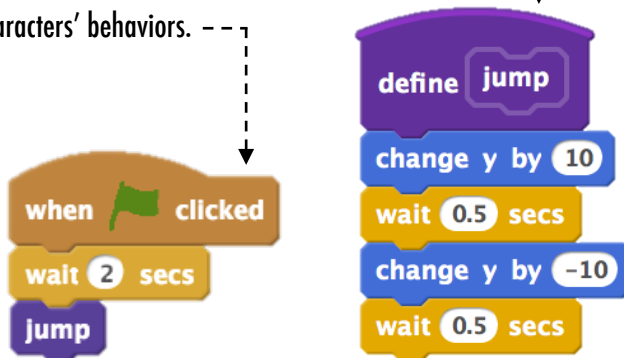 aracters’ behaviors.
when clicked
wait 2 secs
jump
define jump
change y by 10
wait 0.5 secs
change y by -10
wait 0.5 secs